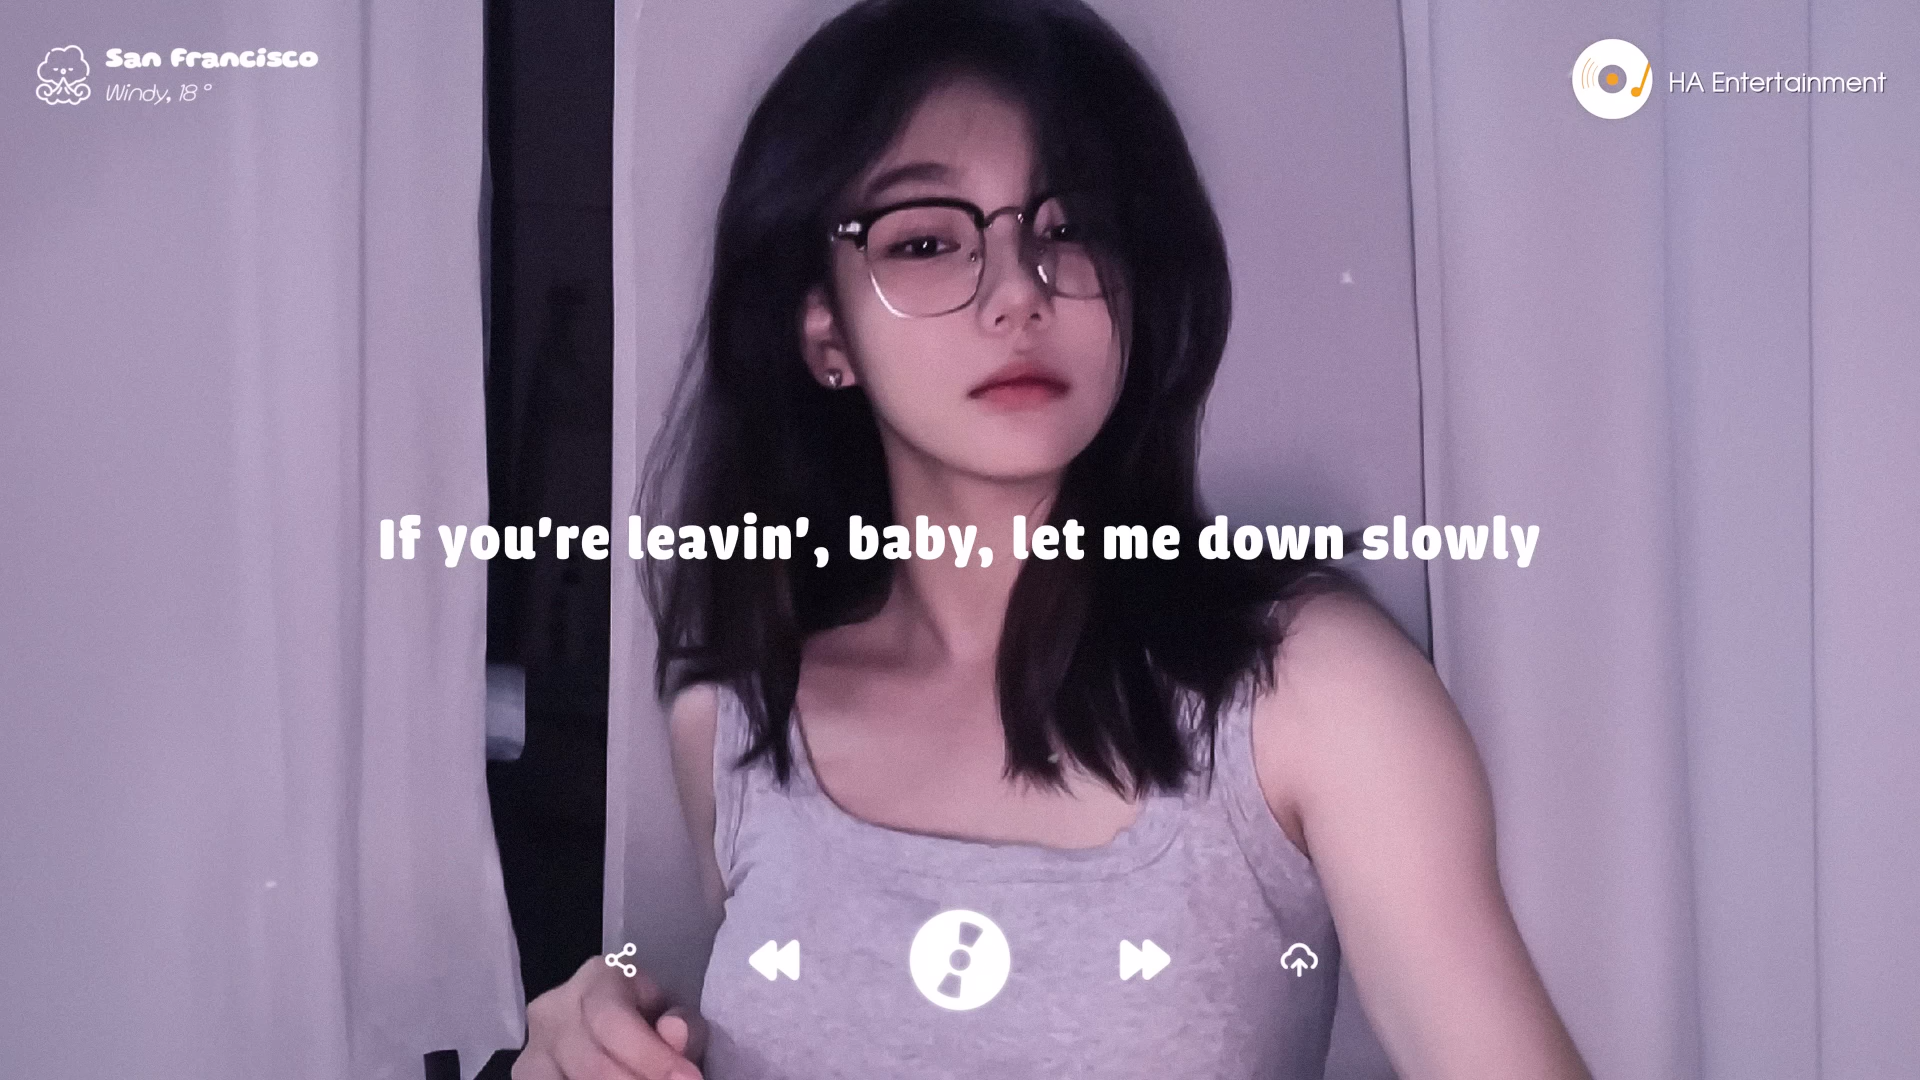 San Francisco
Windy, 18°
HA Entertainment
If you're leavin', baby, let me down slowly